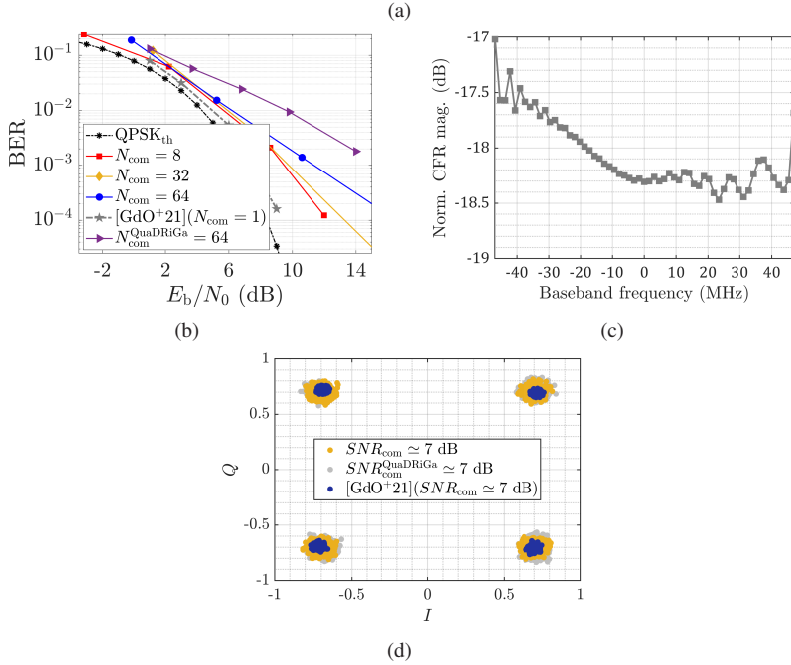 (a)
BER
10⁻¹
10⁻²
10⁻³
10⁻⁴
QPSK_th
N_com = 8
N_com = 32
N_com = 64
[GdO⁺21](N_com = 1)
N_com^QuaDRiGa = 64
-2 2 6 10 14
E_b/N_0 (dB)
(b)
Norm. CFR mag. (dB)
-17
-17.5
-18
-18.5
-19
-40 -30 -20 -10 0 10 20 30 40
Baseband frequency (MHz)
(c)
Q
1
0.5
0
-0.5
-1
SNR_com ≃ 7 dB
SNR_com^QuaDRiGa ≃ 7 dB
[GdO⁺21](SNR_com ≃ 7 dB)
-1 -0.5 0 0.5 1
I
(d)